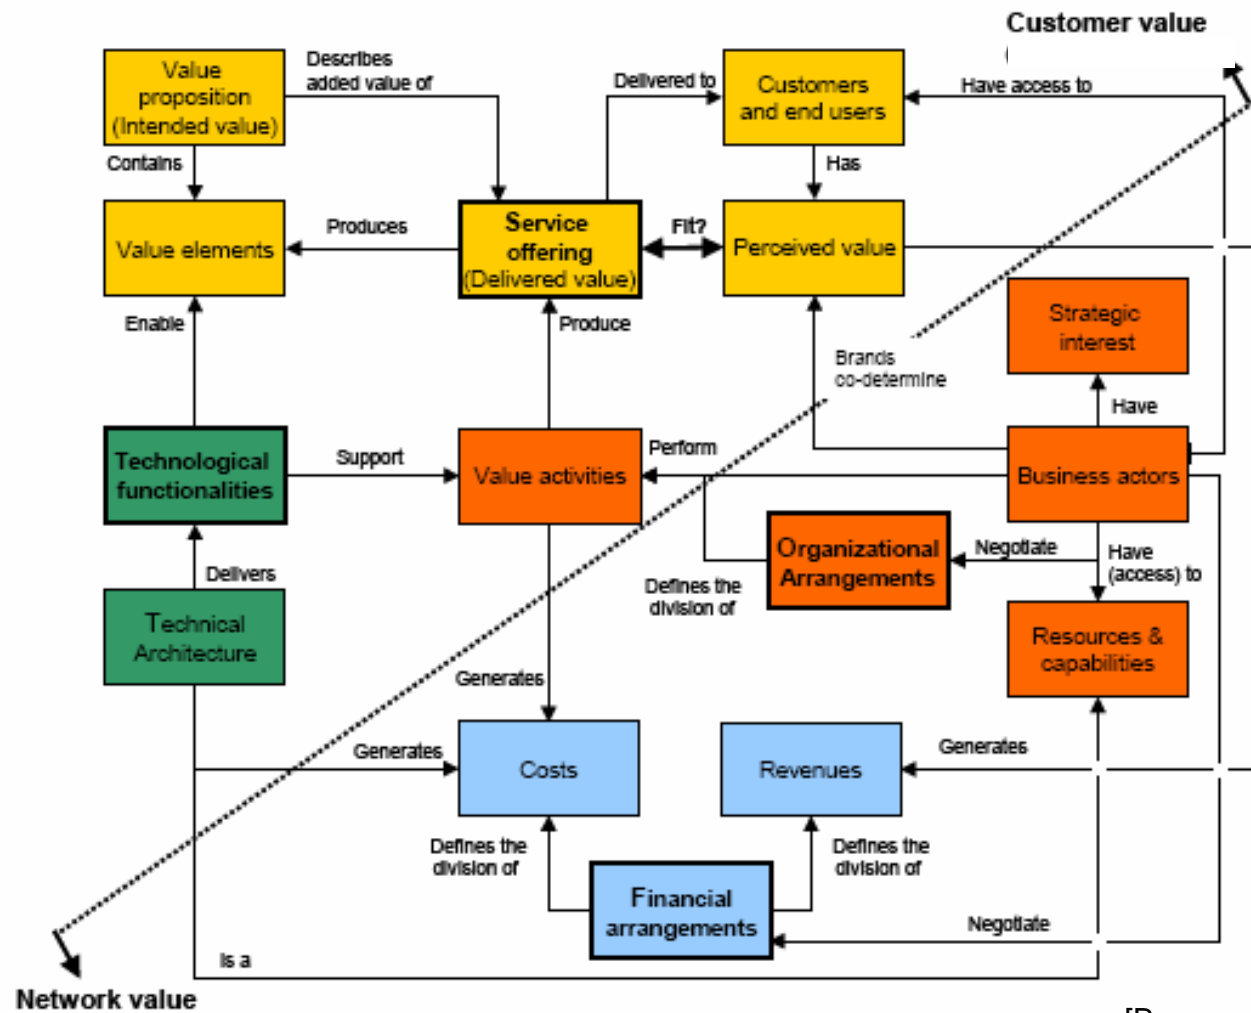 Customer value
Value
proposition
(Intended value)
Describes
added value of
Delivered to
Customers
and end users
Have access to
Contains
Has
Value elements
Produces
Service
offering
(Delivered value)
Fit?
Perceived value
Enable
Produce
Strategic
interest
Brands
co-determine
Have
Technological
functionalities
Support
Value activities
Perform
Business actors
Delivers
Organizational
Arrangements
Negotiate
Have
(access) to
Defines the
division of
Technical
Architecture
Resources &
capabilities
Generates
Generates
Costs
Revenues
Generates
Defines the
division of
Defines the
division of
Financial
arrangements
Negotiate
Is a
Network value